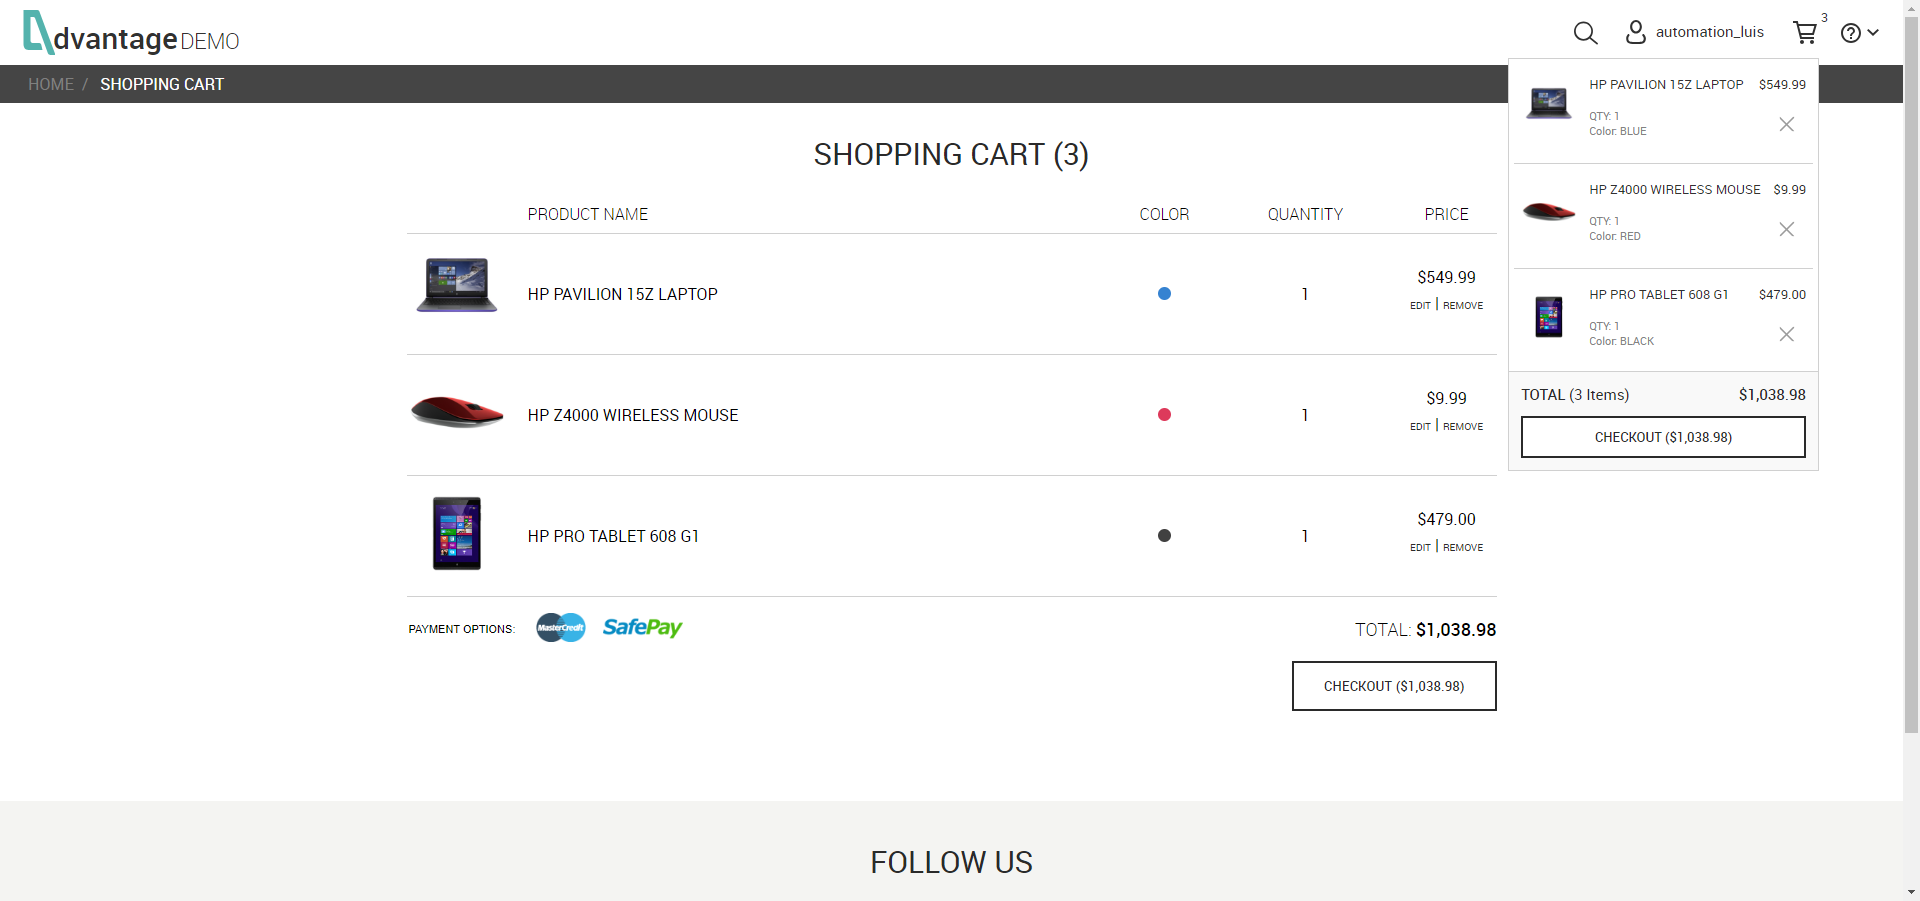 dvantage DEMO
automation_luis
3
HOME / SHOPPING CART
SHOPPING CART (3)
PRODUCT NAME COLOR QUANTITY PRICE
HP PAVILION 15Z LAPTOP 1 $549.99
EDIT | REMOVE
HP Z4000 WIRELESS MOUSE 1 $9.99
EDIT | REMOVE
HP PRO TABLET 608 G1 1 $479.00
EDIT | REMOVE
PAYMENT OPTIONS: MasterCredit SafePay TOTAL: $1,038.98
CHECKOUT ($1,038.98)
HP PAVILION 15Z LAPTOP $549.99
QTY: 1
Color: BLUE
HP Z4000 WIRELESS MOUSE $9.99
QTY: 1
Color: RED
HP PRO TABLET 608 G1 $479.00
QTY: 1
Color: BLACK
TOTAL (3 Items) $1,038.98
CHECKOUT ($1,038.98)
FOLLOW US